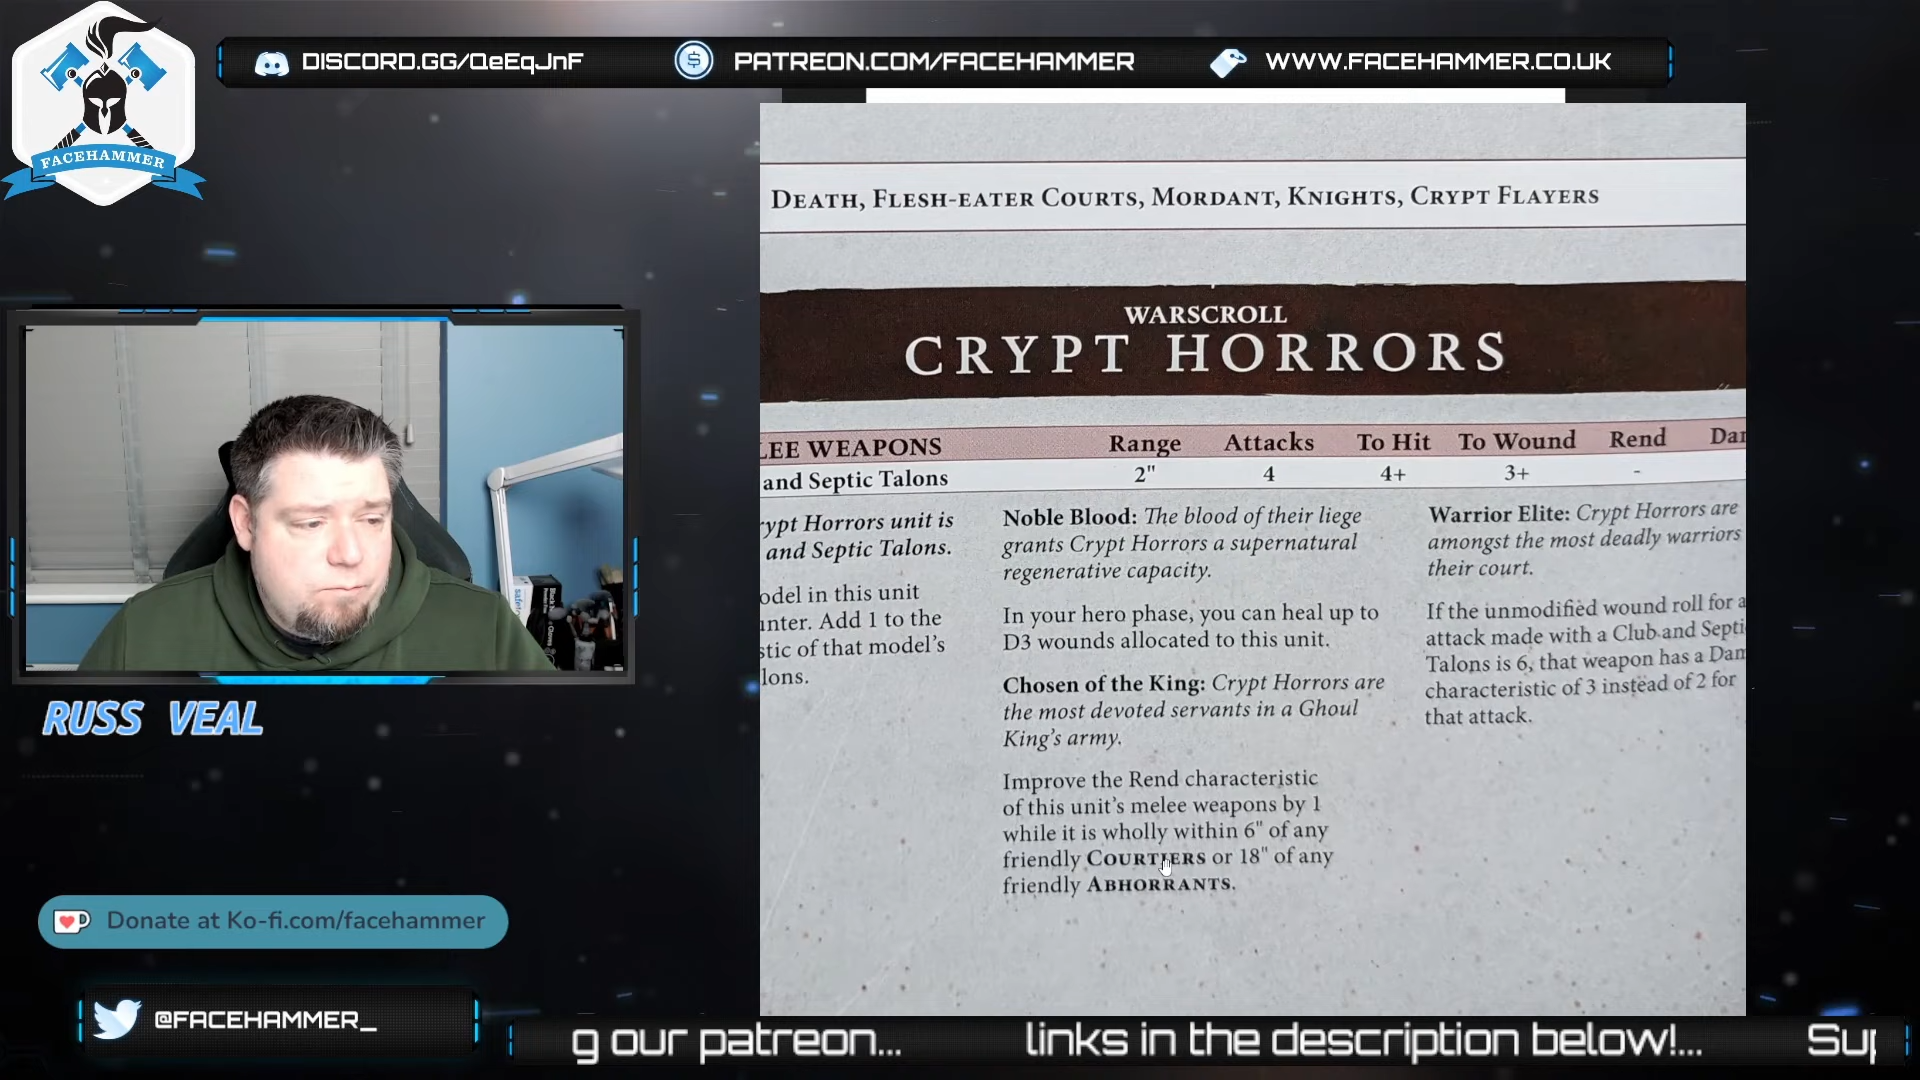 DISCORD.GG/QeEqJnF
PATREON.COM/FACEHAMMER
WWW.FACEHAMMER.CO.UK
FACEHAMMER
DEATH, FLESH-EATER COURTS, MORDANT, KNIGHTS, CRYPT FLAYERS
WARSCROLL
CRYPT HORRORS
LEE WEAPONS Range Attacks To Hit To Wound Rend Dam
and Septic Talons 2" 4 4+ 3+ -
rypt Horrors unit is
and Septic Talons.
odel in this unit
unter. Add 1 to the
stic of that model's
lons.
Noble Blood: The blood of their liege
grants Crypt Horrors a supernatural
regenerative capacity.
In your hero phase, you can heal up to
D3 wounds allocated to this unit.
Chosen of the King: Crypt Horrors are
the most devoted servants in a Ghoul
King's army.
Improve the Rend characteristic
of this unit's melee weapons by 1
while it is wholly within 6" of any
friendly COURTIERS or 18" of any
friendly ABHORRANTS.
Warrior Elite: Crypt Horrors are
amongst the most deadly warriors
their court.
If the unmodified wound roll for a
attack made with a Club and Septi
Talons is 6, that weapon has a Dam
characteristic of 3 instead of 2 for
that attack.
RUSS VEAL
Donate at Ko-fi.com/facehammer
@FACEHAMMER_
g our patreon... links in the description below!... Sup